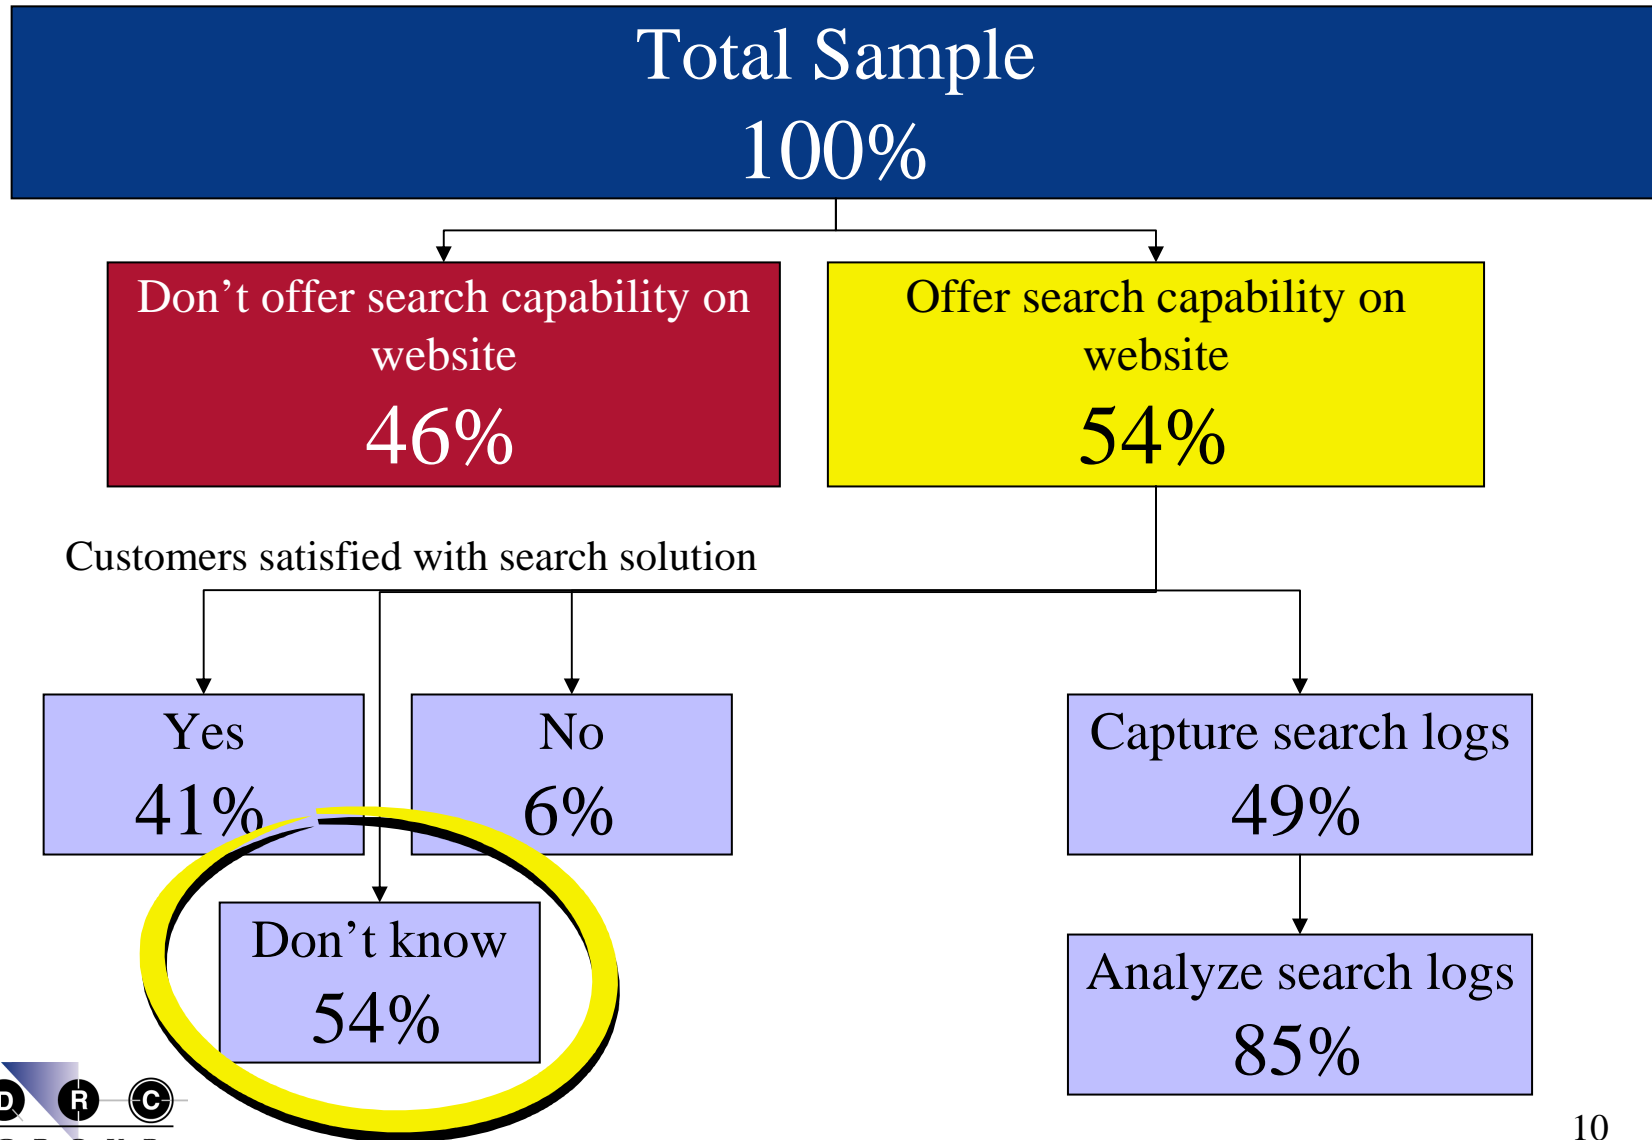 Total Sample
100%
Don’t offer search capability on
website
46%
Offer search capability on
website
54%
Customers satisfied with search solution
Yes
41%
No
6%
Don’t know
54%
Capture search logs
49%
Analyze search logs
85%
D R C
10